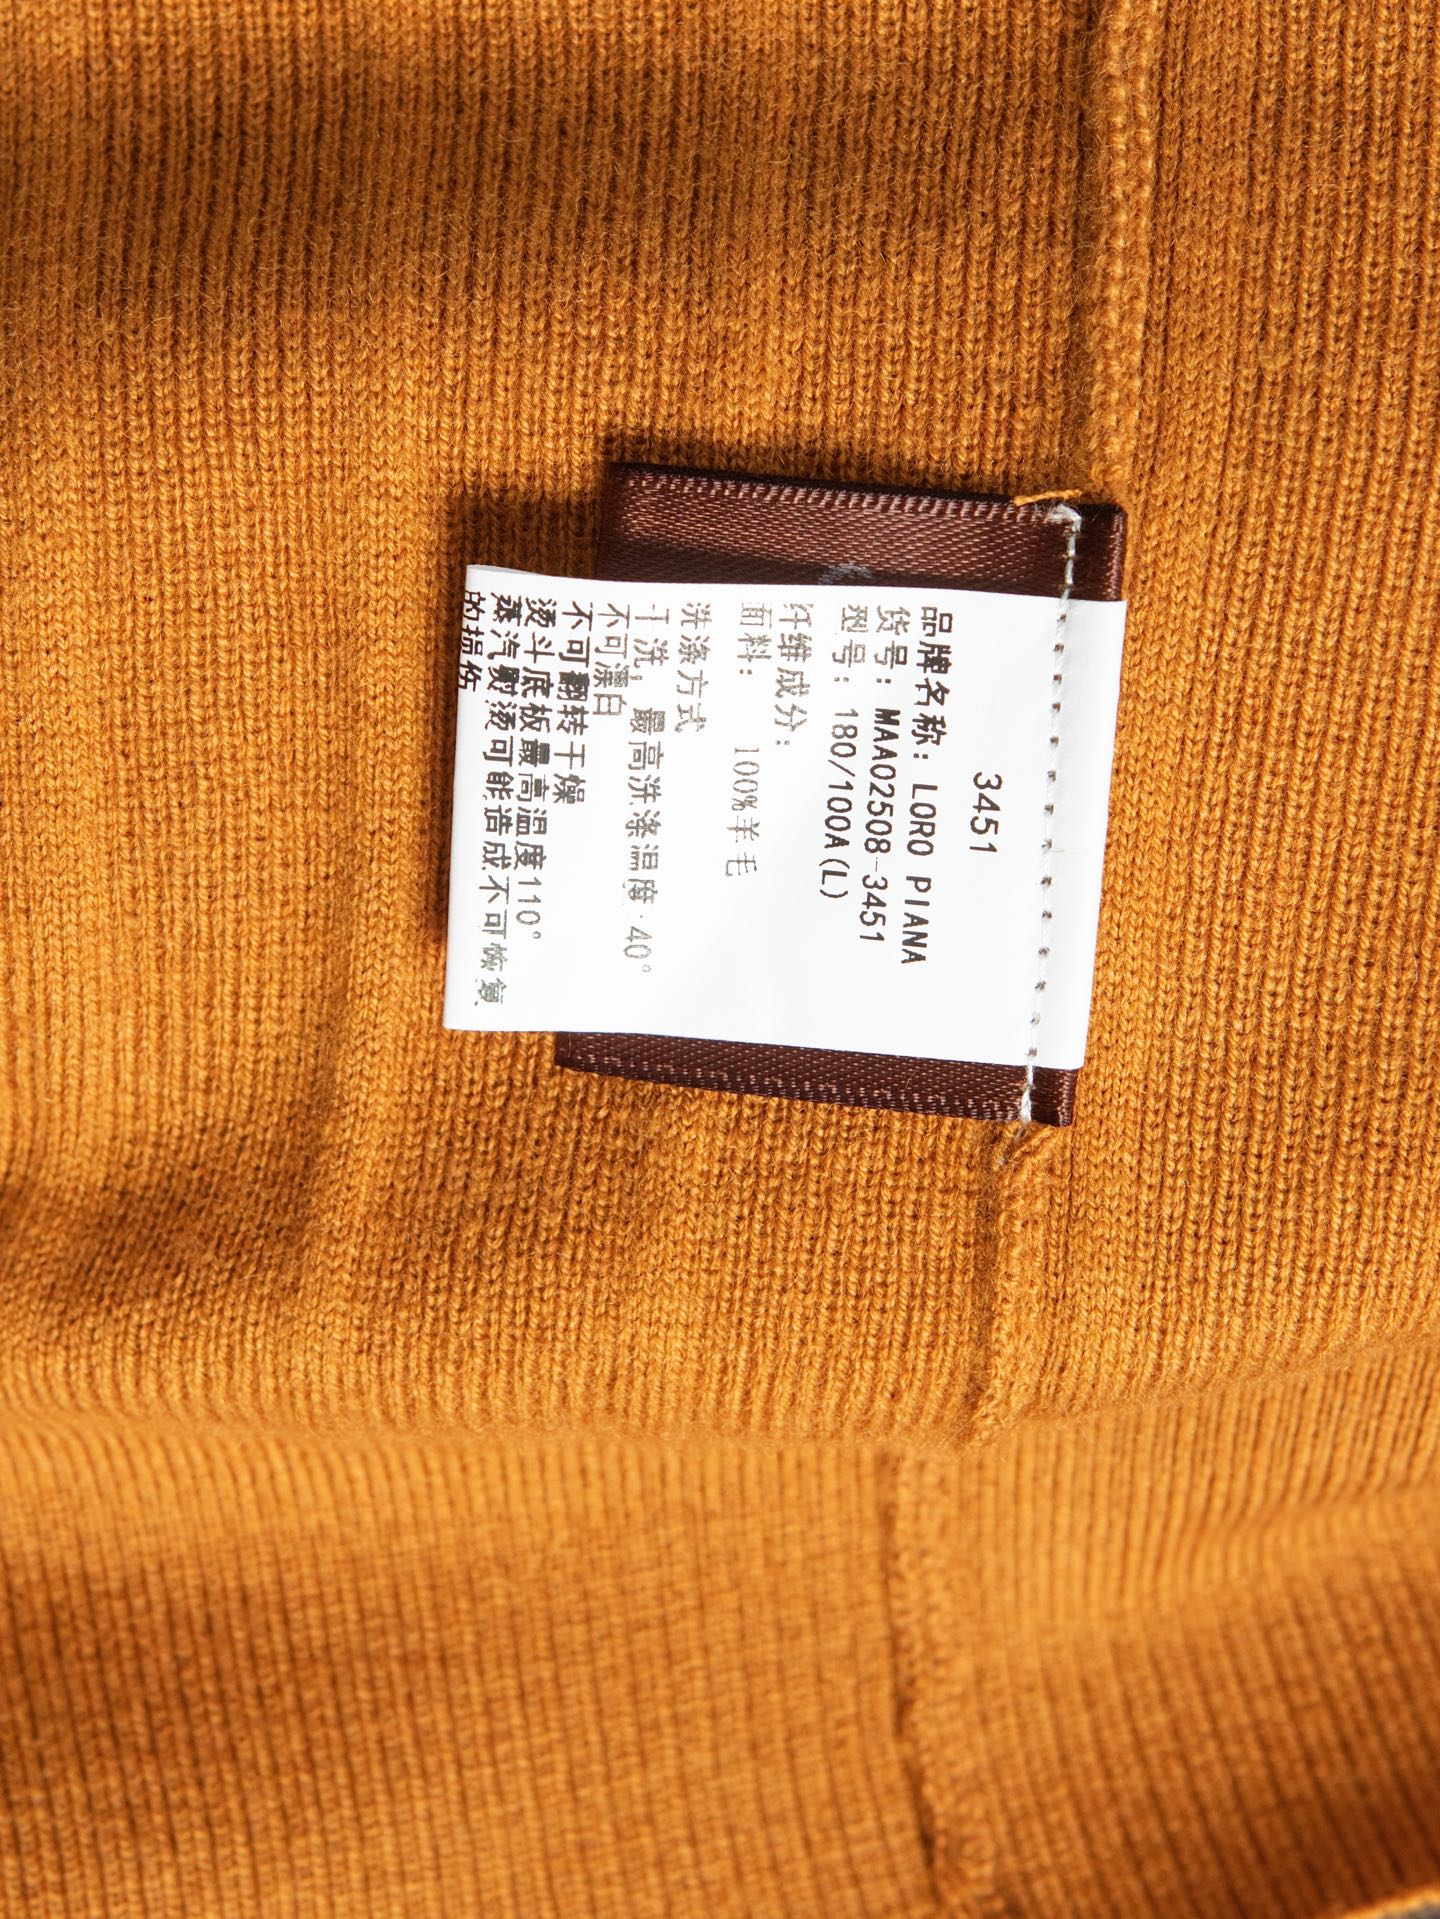 3451
品牌名称: LORO PIANA
货号: MAA02508-3451
型号: 180/100A(L)
纤维成分:
面料: 100%羊毛
洗涤方式
干洗, 最高洗涤温度·40°
不可漂白
不可翻转干燥
烫斗底板最高温度110°
蒸汽熨烫可能造成不可恢复
的损伤